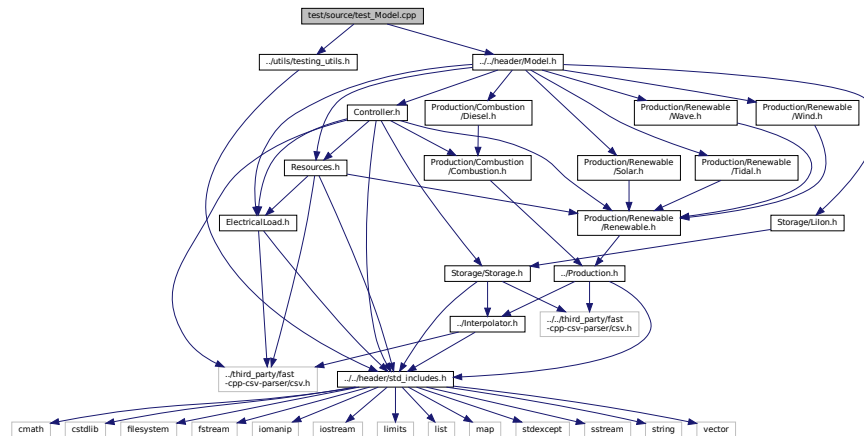 test/source/test_Model.cpp
../utils/testing_utils.h
../../header/Model.h
Controller.h
Production/Combustion
/Diesel.h
Production/Renewable
/Wave.h
Production/Renewable
/Wind.h
Resources.h
Production/Combustion
/Combustion.h
Production/Renewable
/Solar.h
Production/Renewable
/Tidal.h
ElectricalLoad.h
Production/Renewable
/Renewable.h
Storage/LiIon.h
Storage/Storage.h
../Production.h
../Interpolator.h
../../third_party/fast
-cpp-csv-parser/csv.h
../third_party/fast
-cpp-csv-parser/csv.h
../../header/std_includes.h
cmath
cstdlib
filesystem
fstream
iomanip
iostream
limits
list
map
stdexcept
sstream
string
vector